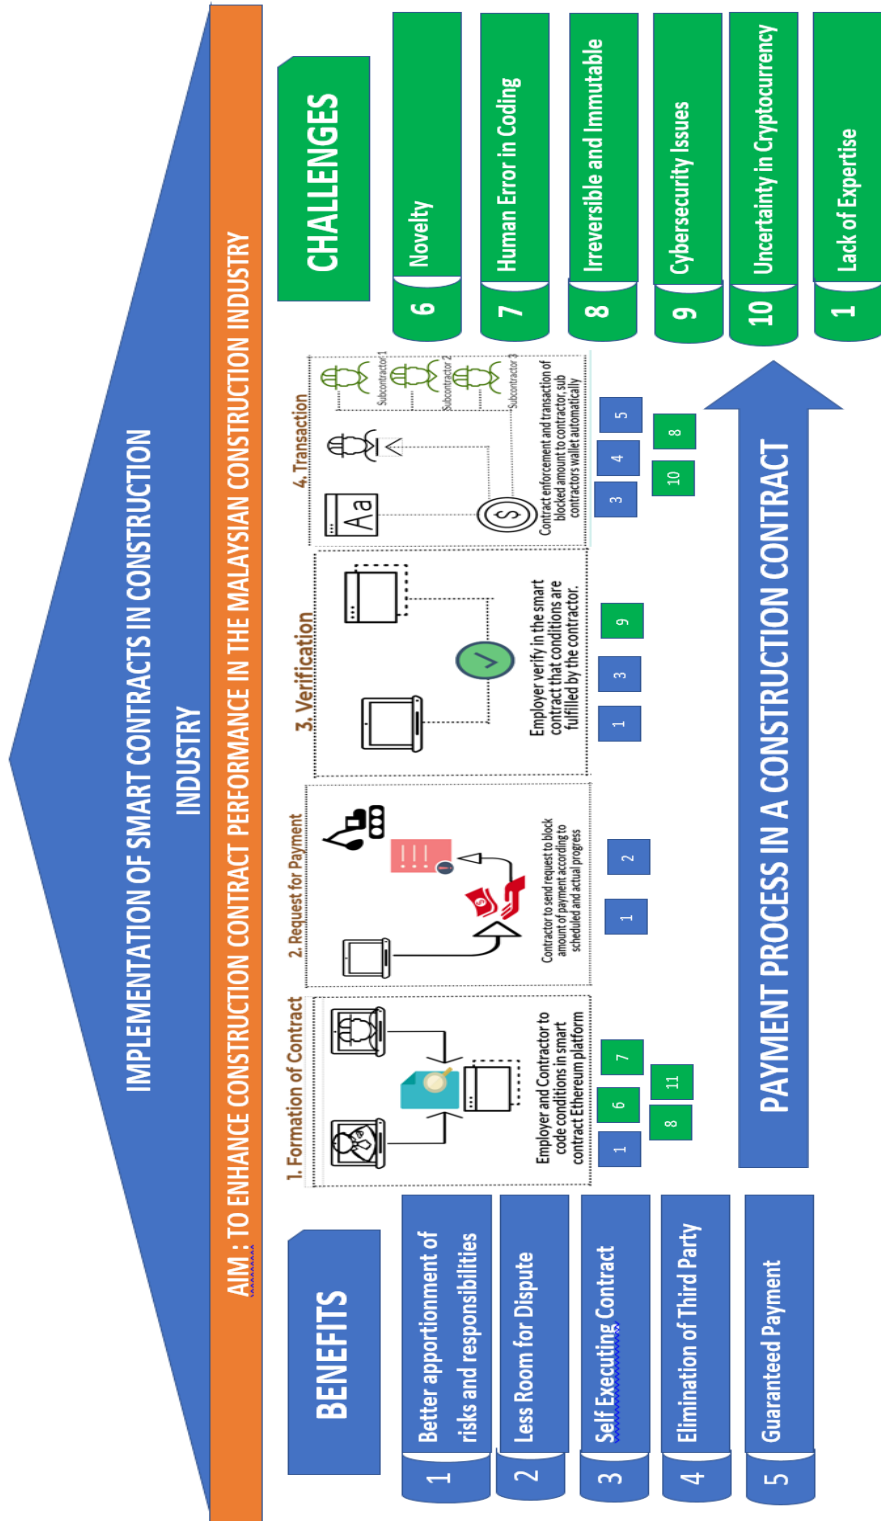 IMPLEMENTATION OF SMART CONTRACTS IN CONSTRUCTION
INDUSTRY
AIM : TO ENHANCE CONSTRUCTION CONTRACT PERFORMANCE IN THE MALAYSIAN CONSTRUCTION INDUSTRY
BENEFITS
1
Better apportionment of
risks and responsibilities
2
Less Room for Dispute
3
Self Executing Contract
4
Elimination of Third Party
5
Guaranteed Payment
1. Formation of Contract
Employer and Contractor to
code conditions in smart
contract Ethereum platform
1
6
7
8
11
2. Request for Payment
Contractor to send request to block
amount of payment according to
scheduled and actual progress
1
2
3. Verification
Employer verify in the smart
contract that conditions are
fulfilled by the contractor.
1
3
9
4. Transaction
Aa
$
Subcontractor 1
Subcontractor 2
Subcontractor 3
Contract enforcement and transaction of
blocked amount to contractor, sub
contractors wallet automatically
3
4
5
10
8
PAYMENT PROCESS IN A CONSTRUCTION CONTRACT
CHALLENGES
6
Novelty
7
Human Error in Coding
8
Irreversible and Immutable
9
Cybersecurity Issues
10
Uncertainty in Cryptocurrency
1
Lack of Expertise